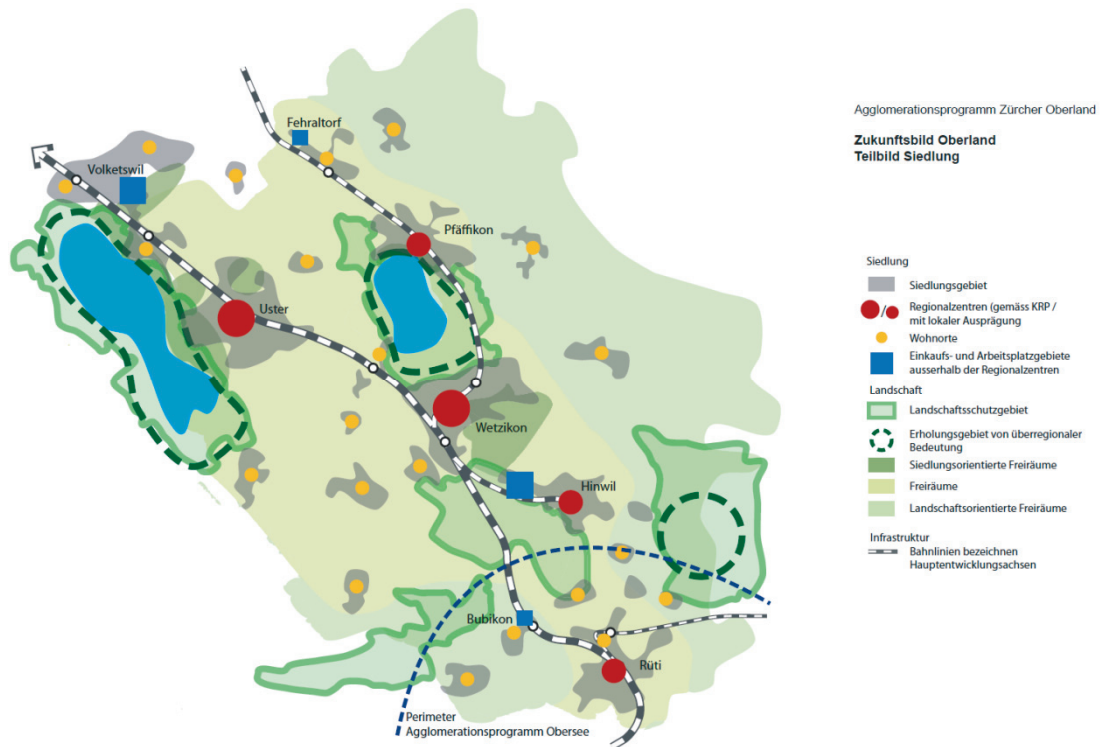 Agglomerationsprogramm Zürcher Oberland
Zukunftsbild Oberland
Teilbild Siedlung
Fehraltorf
Volketswil
Pfäffikon
Uster
Wetzikon
Hinwil
Bubikon
Rüti
Perimeter
Agglomerationsprogramm Obersee
Siedlung
Siedlungsgebiet
/
Regionalzentren (gemäss KRP /
mit lokaler Ausprägung
Wohnorte
Einkaufs- und Arbeitsplatzgebiete
ausserhalb der Regionalzentren
Landschaft
Landschaftsschutzgebiet
Erholungsgebiet von überregionaler
Bedeutung
Siedlungsorientierte Freiräume
Freiräume
Landschaftsorientierte Freiräume
Infrastruktur
Bahnlinien bezeichnen
Hauptentwicklungsachsen